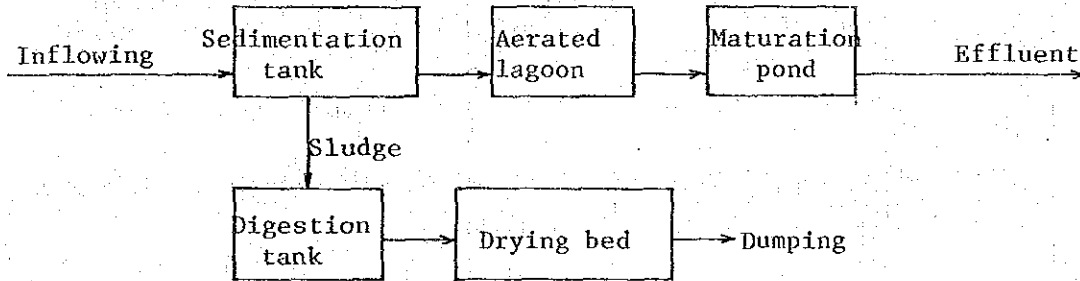 Inflowing
Sedimentation
tank
Aerated
lagoon
Maturation
pond
Effluent
Sludge
Digestion
tank
Drying bed
Dumping